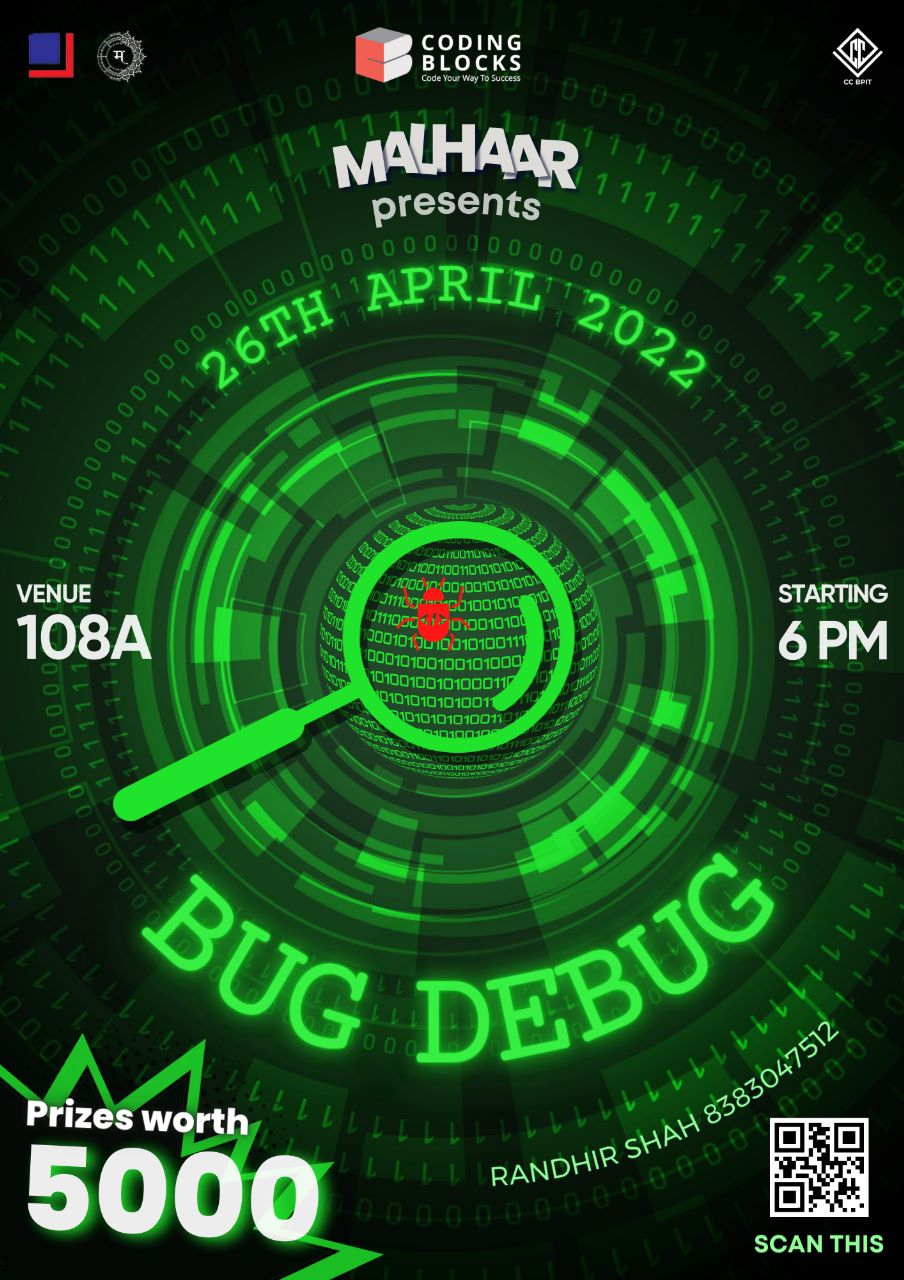 म
CODING
BLOCKS
Code Your Way To Success
CC BPIT
MALHAAR
presents
26TH APRIL 2022
VENUE
108A
STARTING
6 PM
BUG DEBUG
RANDHIR SHAH 8383047512
Prizes worth
5000
SCAN THIS